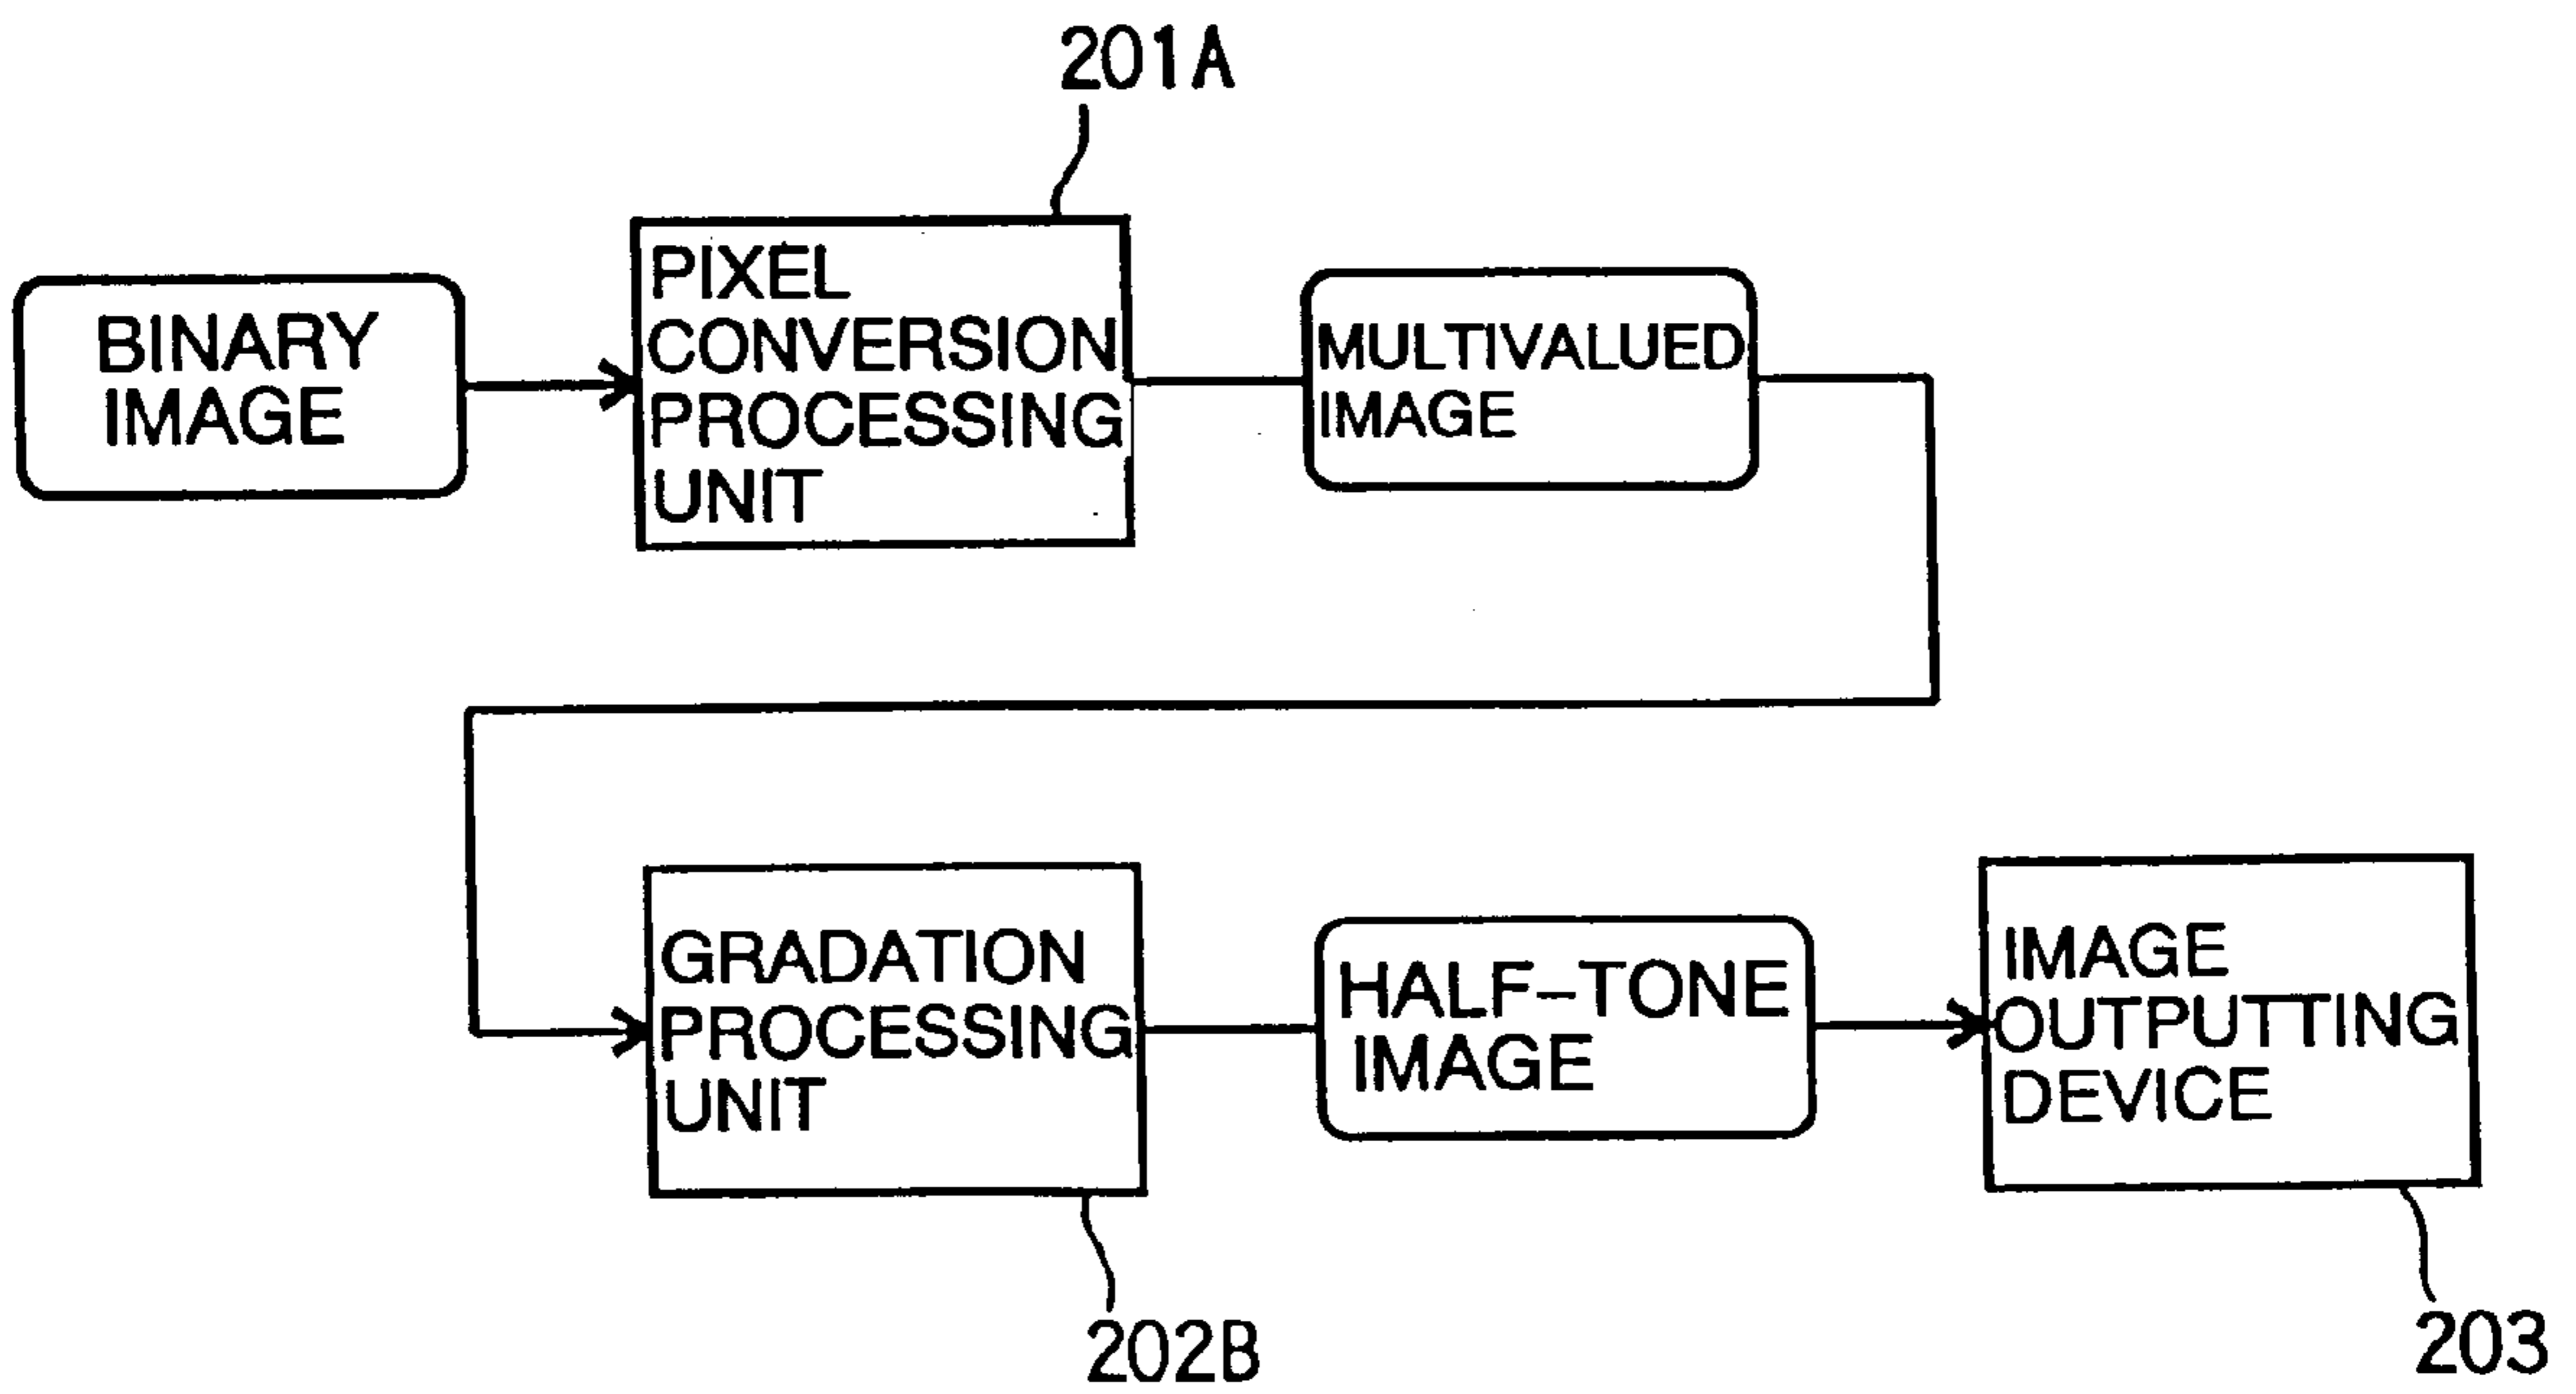 201A
BINARY
IMAGE
PIXEL
CONVERSION
PROCESSING
UNIT
MULTIVALUED
IMAGE
GRADATION
PROCESSING
UNIT
HALF-TONE
IMAGE
IMAGE
OUTPUTTING
DEVICE
202B
203